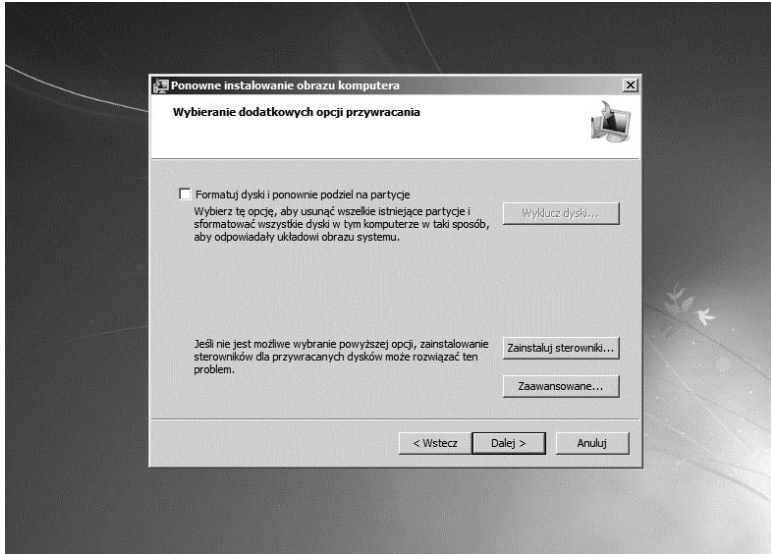 Ponowne instalowanie obrazu komputera
Wybieranie dodatkowych opcji przywracania
Formatuj dyski i ponownie podziel na partycje
Wybierz tę opcję, aby usunąć wszelkie istniejące partycje i
sformatować wszystkie dyski w tym komputerze w taki sposób,
aby odpowiadały układowi obrazu systemu.
Wyklucz dyski...
Jeśli nie jest możliwe wybranie powyższej opcji, zainstalowanie
sterowników dla przywracanych dysków może rozwiązać ten
problem.
Zainstaluj sterowniki...
Zaawansowane...
< Wstecz
Dalej >
Anuluj